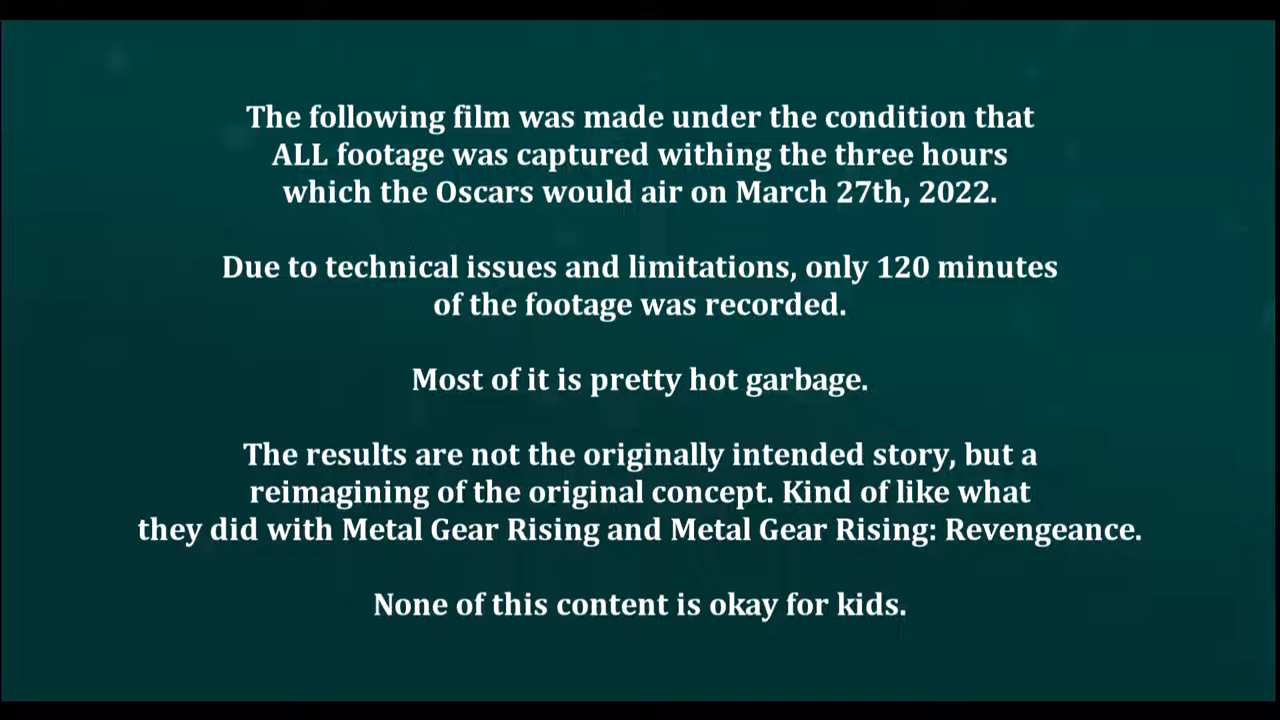 The following film was made under the condition that
ALL footage was captured withing the three hours
which the Oscars would air on March 27th, 2022.
Due to technical issues and limitations, only 120 minutes
of the footage was recorded.
Most of it is pretty hot garbage.
The results are not the originally intended story, but a
reimagining of the original concept. Kind of like what
they did with Metal Gear Rising and Metal Gear Rising: Revengeance.
None of this content is okay for kids.